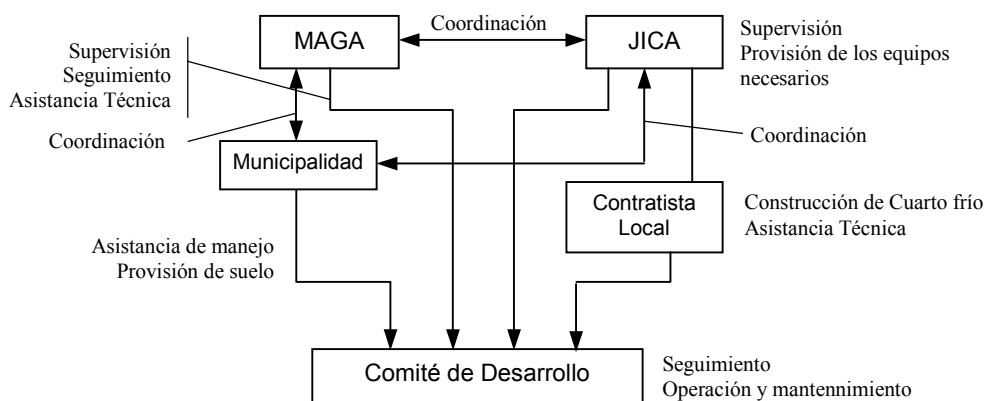 Coordinación
MAGA
JICA
Supervisión
Seguimiento
Asistencia Técnica
Supervisión
Provisión de los equipos
necesarios
Coordinación
Coordinación
Municipalidad
Contratista
Local
Construcción de Cuarto frío
Asistencia Técnica
Asistencia de manejo
Provisión de suelo
Comité de Desarrollo
Seguimiento
Operación y mantennimiento